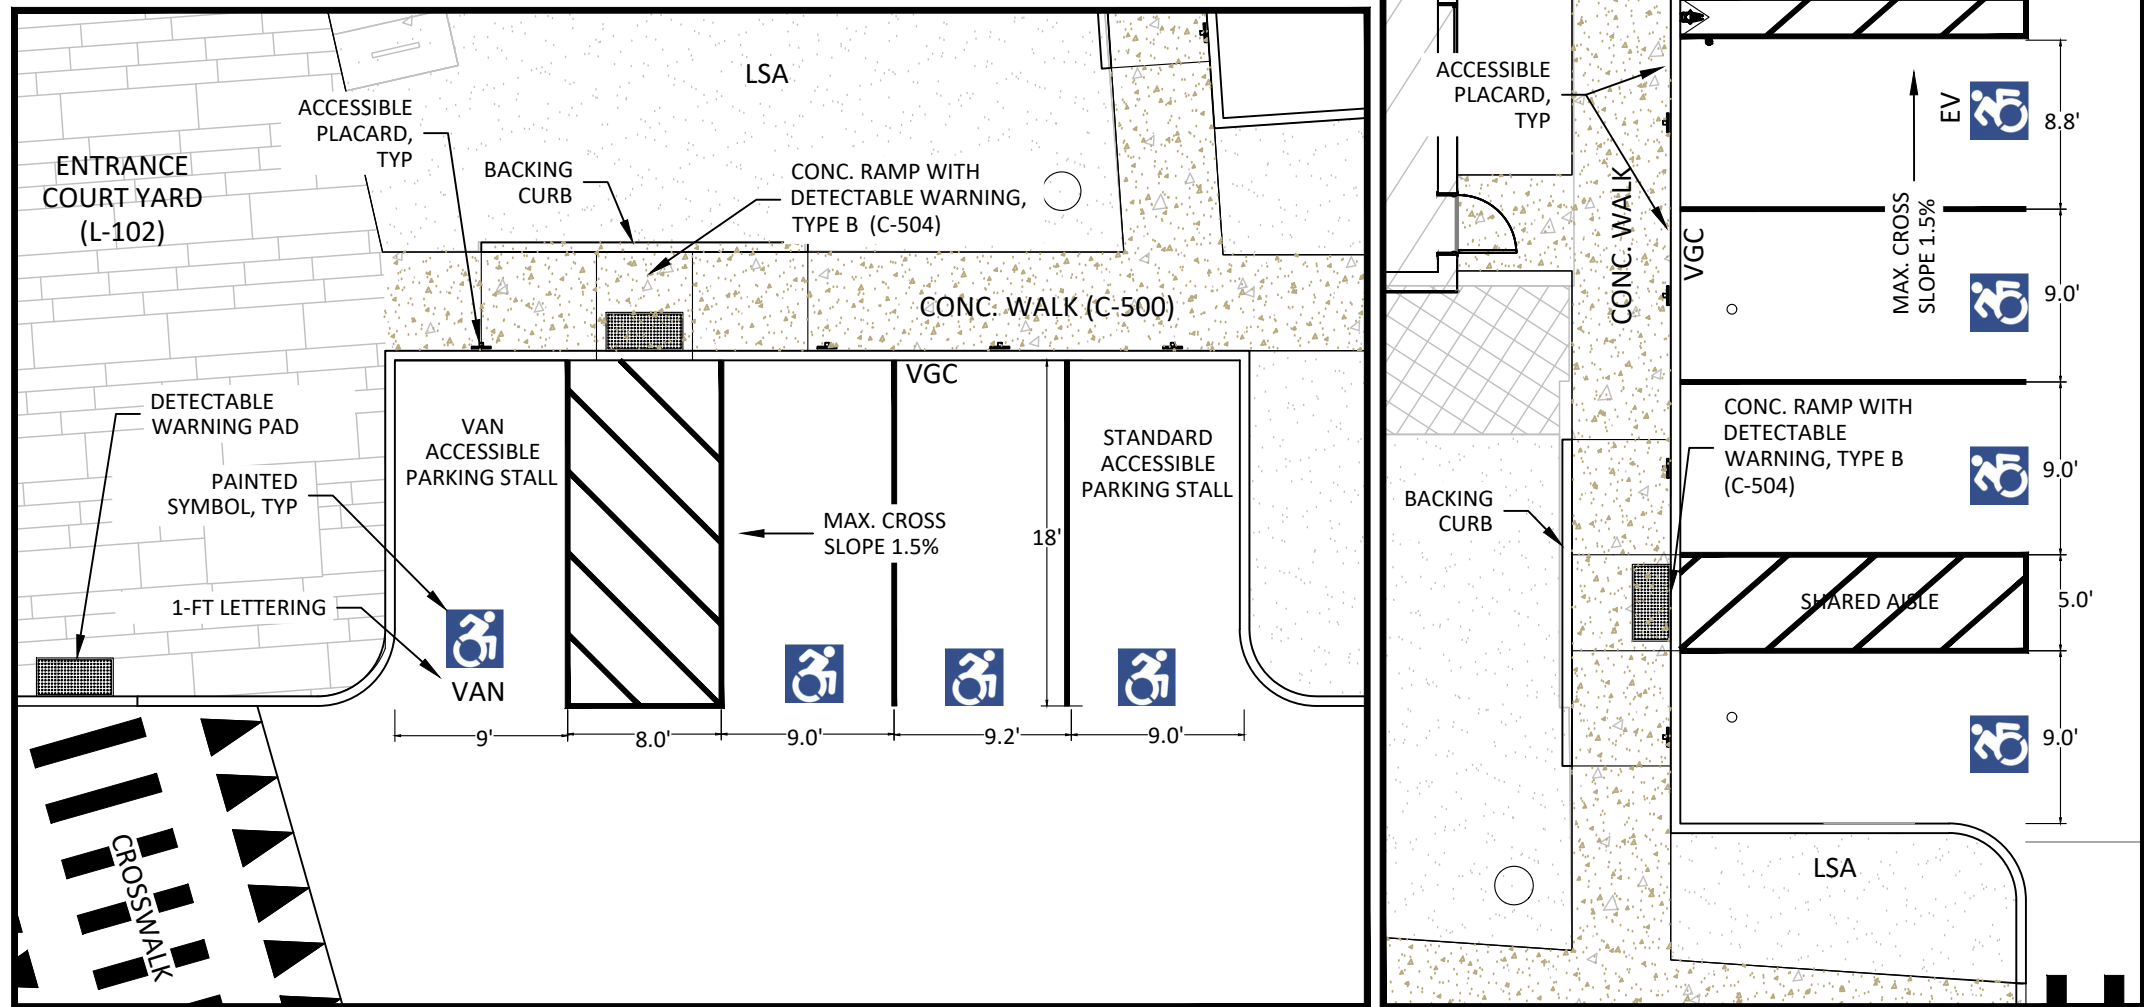 LSA
ACCESSIBLE
PLACARD,
TYP
ENTRANCE
COURT YARD
(L-102)
BACKING
CURB
CONC. RAMP WITH
DETECTABLE WARNING,
TYPE B (C-504)
CONC. WALK (C-500)
VGC
DETECTABLE
WARNING PAD
PAINTED
SYMBOL, TYP
1-FT LETTERING
VAN
ACCESSIBLE
PARKING STALL
STANDARD
ACCESSIBLE
PARKING STALL
MAX. CROSS
SLOPE 1.5%
18'
VAN
9'
8.0'
9.0'
9.2'
9.0'
CROSSWALK
ACCESSIBLE
PLACARD,
TYP
EV
8.8'
CONC. WALK
VGC
MAX. CROSS
SLOPE 1.5%
9.0'
CONC. RAMP WITH
DETECTABLE
WARNING, TYPE B
(C-504)
9.0'
BACKING
CURB
SHARED AISLE
5.0'
9.0'
LSA